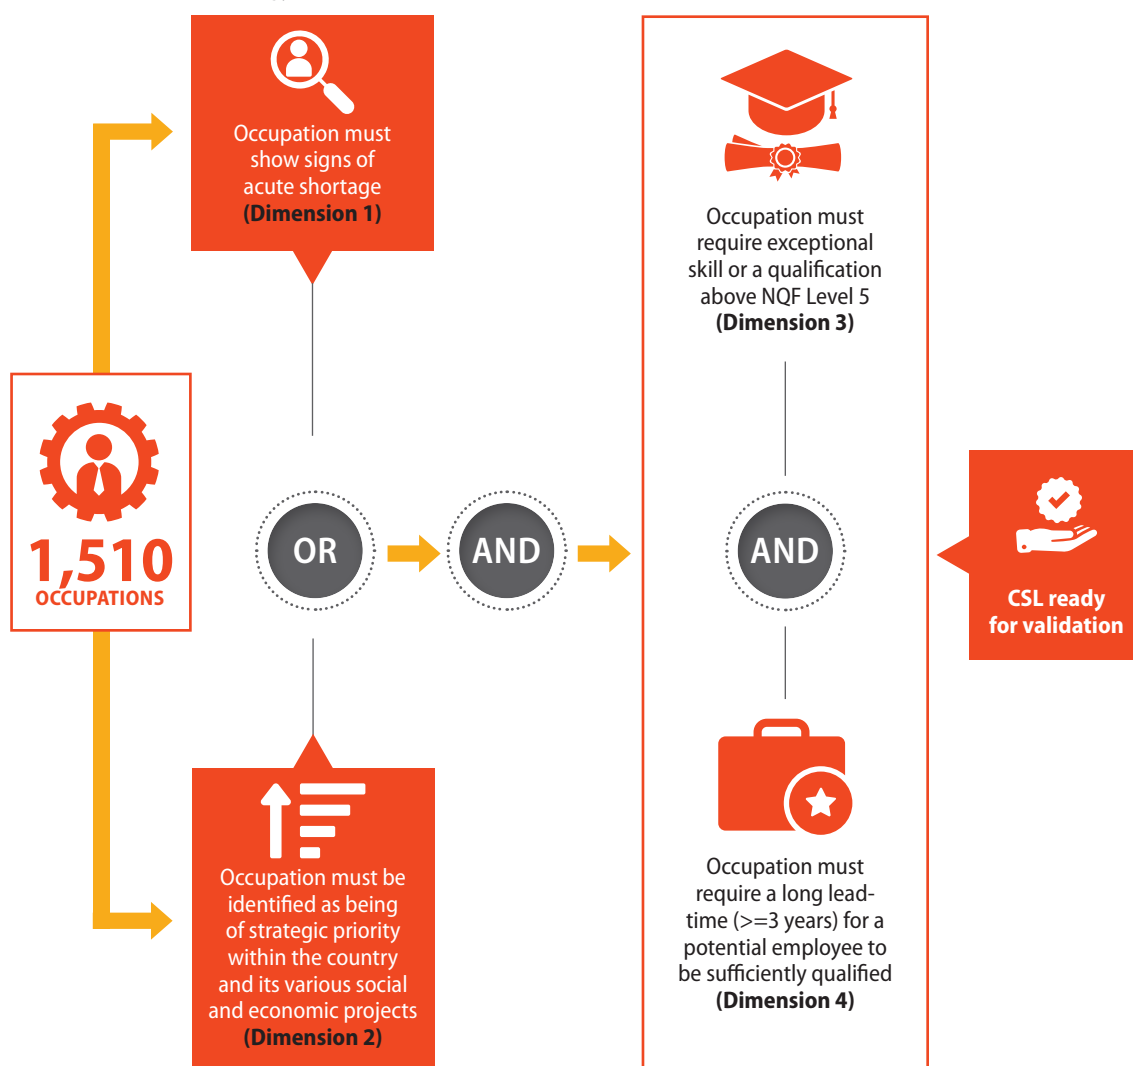 Occupation must
show signs of
acute shortage
(Dimension 1)
1,510
OCCUPATIONS
OR
AND
Occupation must be
identified as being
of strategic priority
within the country
and its various social
and economic projects
(Dimension 2)
Occupation must
require exceptional
skill or a qualification
above NQF Level 5
(Dimension 3)
AND
Occupation must
require a long lead-
time (>=3 years) for a
potential employee to
be sufficiently qualified
(Dimension 4)
CSL ready
for validation